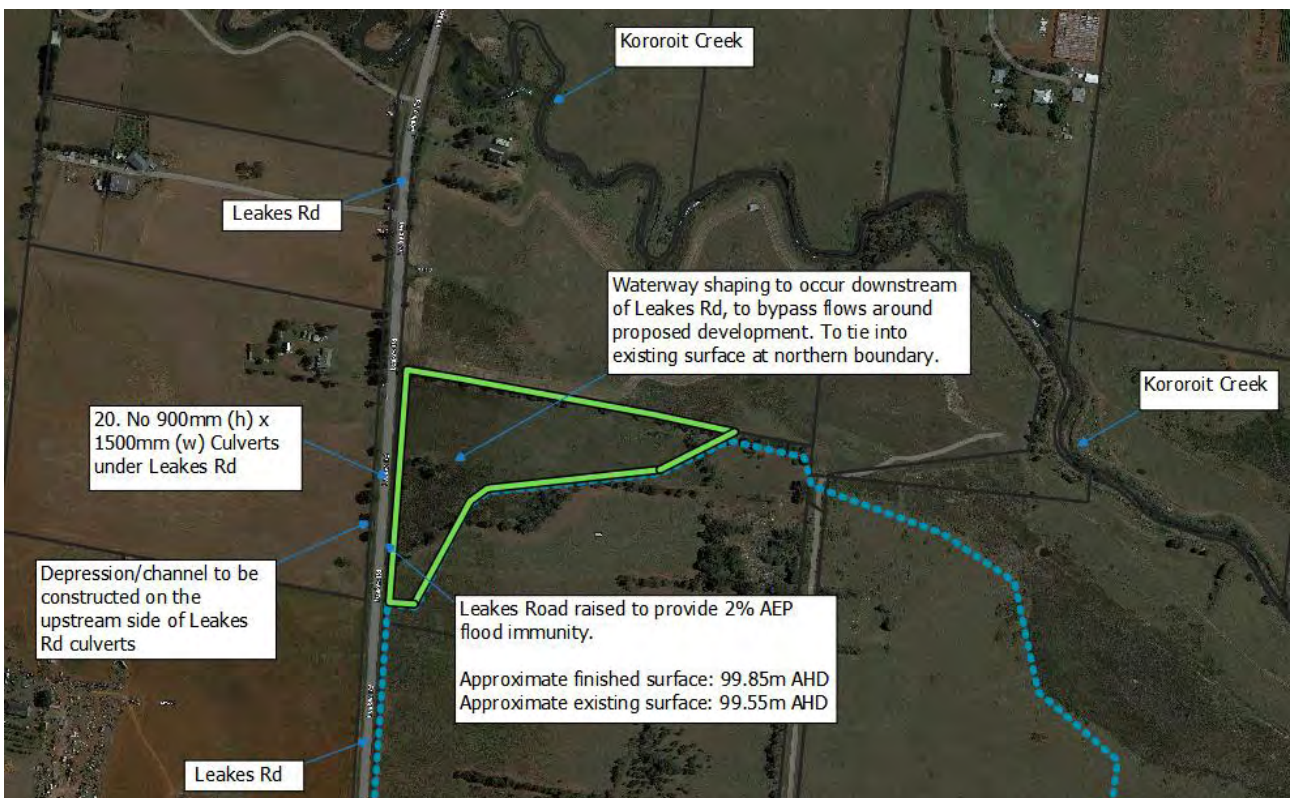 Kororoit Creek
Leakes Rd
Waterway shaping to occur downstream
of Leakes Rd, to bypass flows around
proposed development. To tie into
existing surface at northern boundary.
Kororoit Creek
20. No 900mm (h) x
1500mm (w) Culverts
under Leakes Rd
Depression/channel to be
constructed on the
upstream side of Leakes
Rd culverts
Leakes Road raised to provide 2% AEP
flood immunity.
Approximate finished surface: 99.85m AHD
Approximate existing surface: 99.55m AHD
Leakes Rd